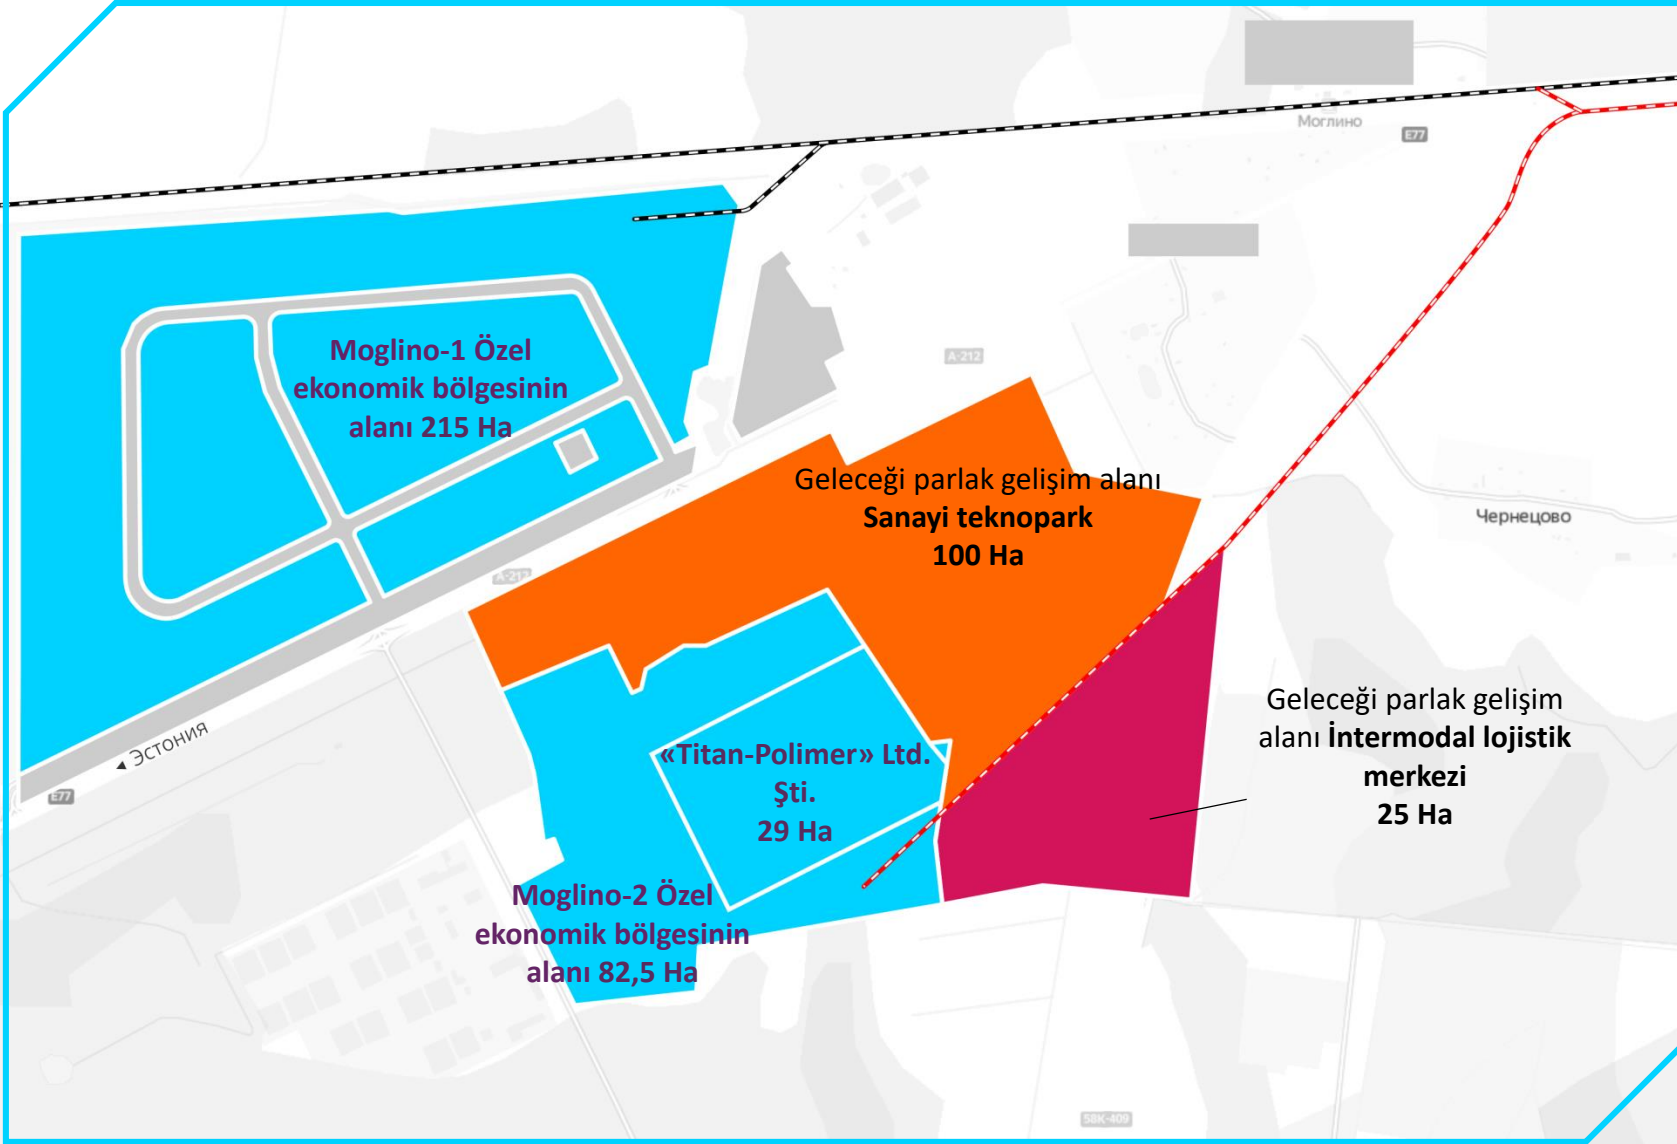 Моглино
E77
Moglino-1 Özel
ekonomik bölgesinin
alanı 215 Ha
A-212
Geleceği parlak gelişim alanı
Sanayi teknopark
100 Ha
Чернецово
A-212
Geleceği parlak gelişim
alanı İntermodal lojistik
merkezi
25 Ha
Эстония
E77
«Titan-Polimer» Ltd.
Şti.
29 Ha
Moglino-2 Özel
ekonomik bölgesinin
alanı 82,5 Ha
58K-409